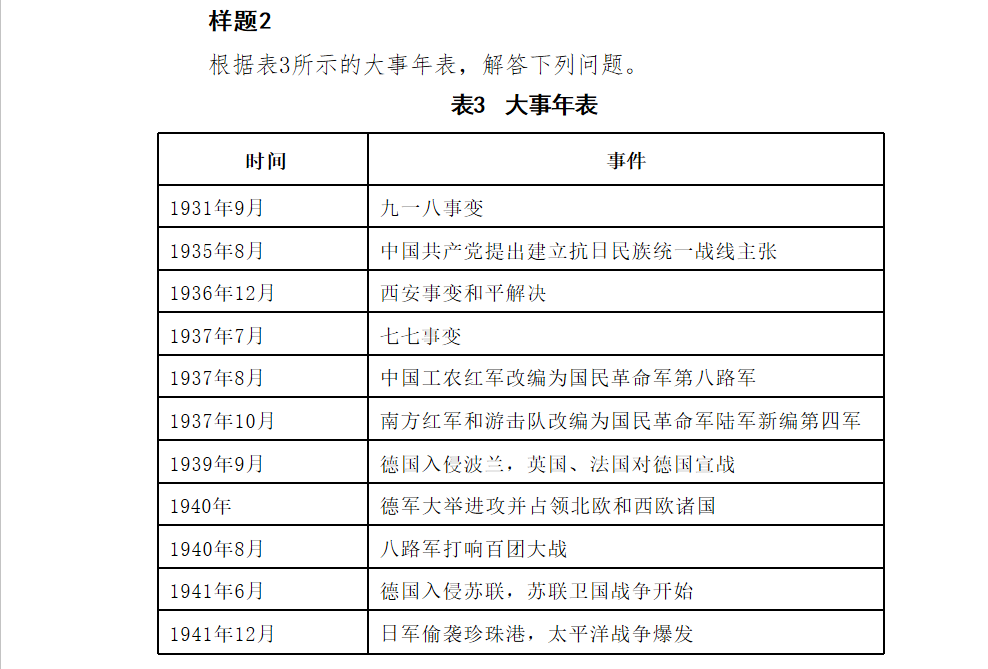 样题2
根据表3所示的大事年表，解答下列问题。
表3 大事年表
时间 事件
1931年9月 九一八事变
1935年8月 中国共产党提出建立抗日民族统一战线主张
1936年12月 西安事变和平解决
1937年7月 七七事变
1937年8月 中国工农红军改编为国民革命军第八路军
1937年10月 南方红军和游击队改编为国民革命军陆军新编第四军
1939年9月 德国入侵波兰，英国、法国对德国宣战
1940年 德军大举进攻并占领北欧和西欧诸国
1940年8月 八路军打响百团大战
1941年6月 德国入侵苏联，苏联卫国战争开始
1941年12月 日军偷袭珍珠港，太平洋战争爆发